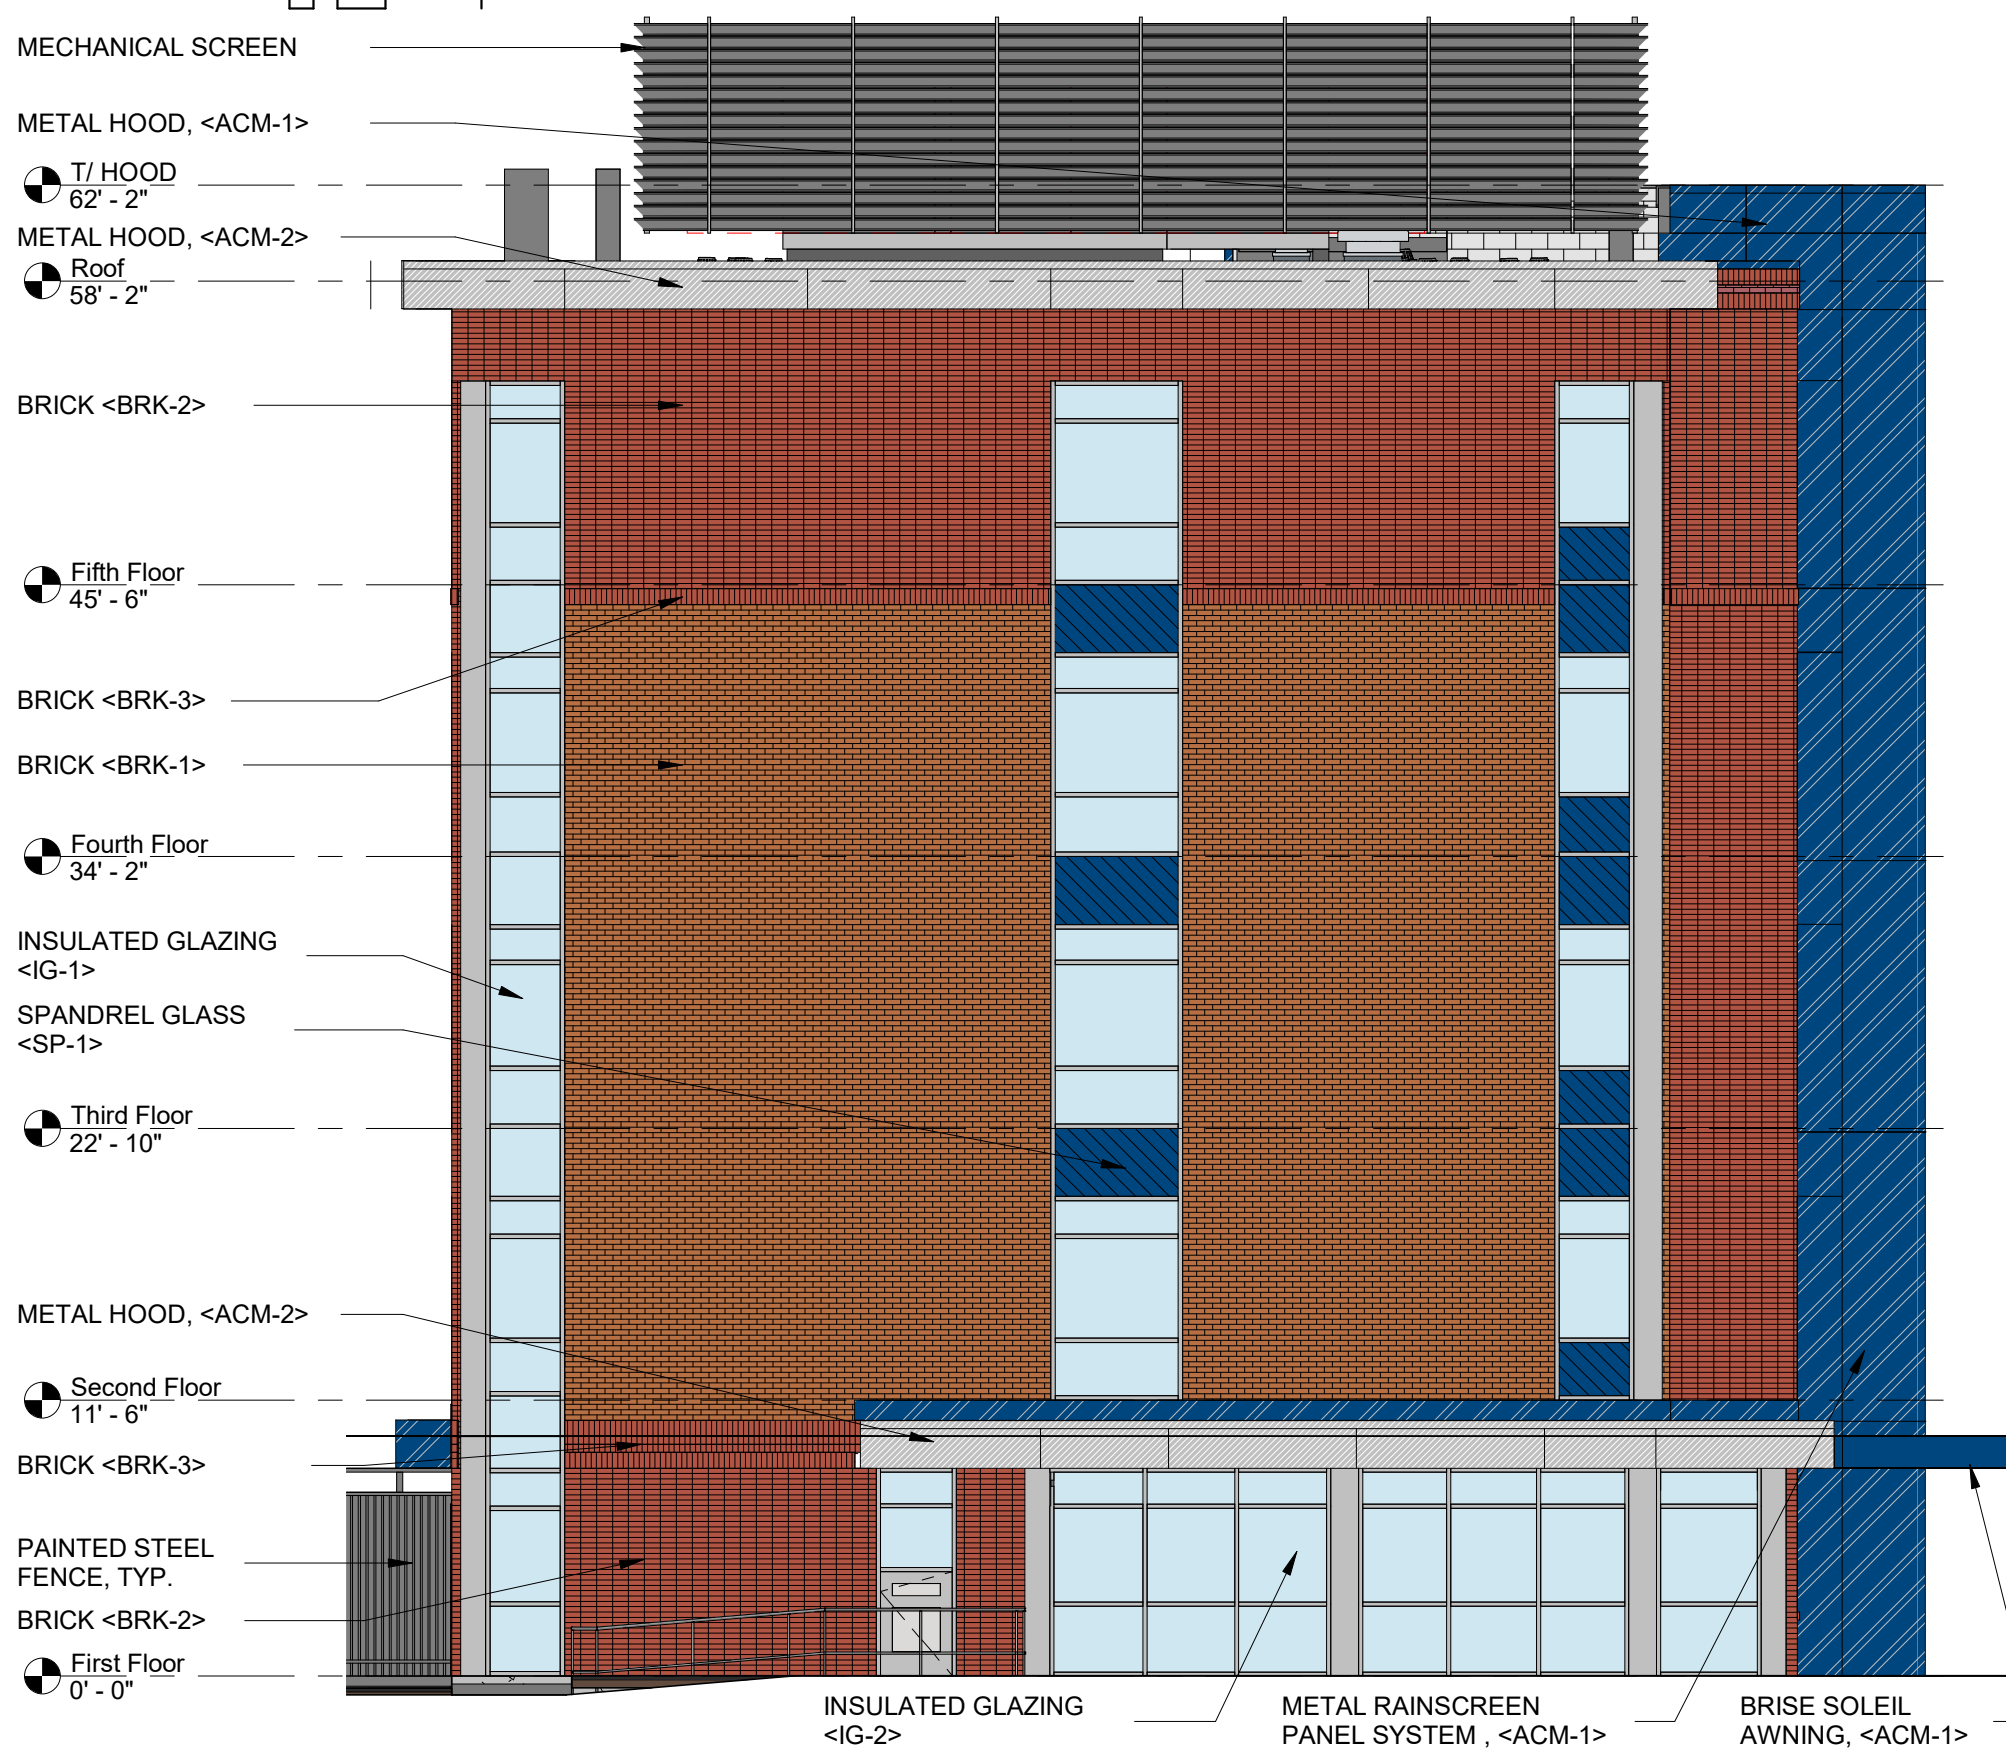 MECHANICAL SCREEN
METAL HOOD, <ACM-1>
T/ HOOD
62' - 2"
METAL HOOD, <ACM-2>
Roof
58' - 2"
BRICK <BRK-2>
Fifth Floor
45' - 6"
BRICK <BRK-3>
BRICK <BRK-1>
Fourth Floor
34' - 2"
INSULATED GLAZING
<IG-1>
SPANDREL GLASS
<SP-1>
Third Floor
22' - 10"
METAL HOOD, <ACM-2>
Second Floor
11' - 6"
BRICK <BRK-3>
PAINTED STEEL
FENCE, TYP.
BRICK <BRK-2>
First Floor
0' - 0"
INSULATED GLAZING
<IG-2>
METAL RAINSCREEN
PANEL SYSTEM , <ACM-1>
BRISE SOLEIL
AWNING, <ACM-1>